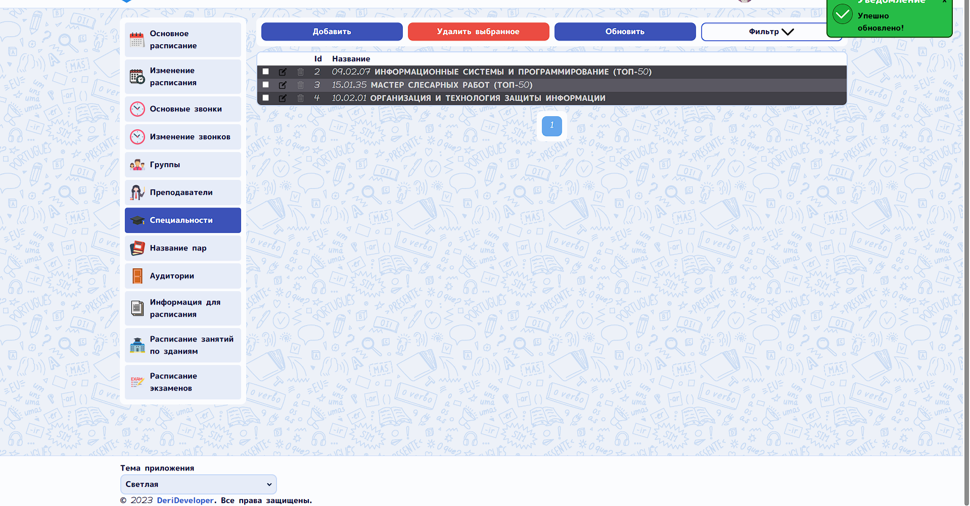 Уведомление
×
Упешно
обновлено!
Основное
расписание
Изменение
расписания
Основные звонки
Изменение звонков
Группы
Преподаватели
Специальности
Название пар
Аудитории
Информация для
расписания
Расписание занятий
по зданиям
Расписание
экзаменов
Добавить
Удалить выбранное
Обновить
Фильтр
Id Название
2 09.02.07 ИНФОРМАЦИОННЫЕ СИСТЕМЫ И ПРОГРАММИРОВАНИЕ (ТОП-50)
3 15.01.35 МАСТЕР СЛЕСАРНЫХ РАБОТ (ТОП-50)
4 10.02.01 ОРГАНИЗАЦИЯ И ТЕХНОЛОГИЯ ЗАЩИТЫ ИНФОРМАЦИИ
1
Тема приложения
Светлая
© 2023 DeriDeveloper. Все права защищены.